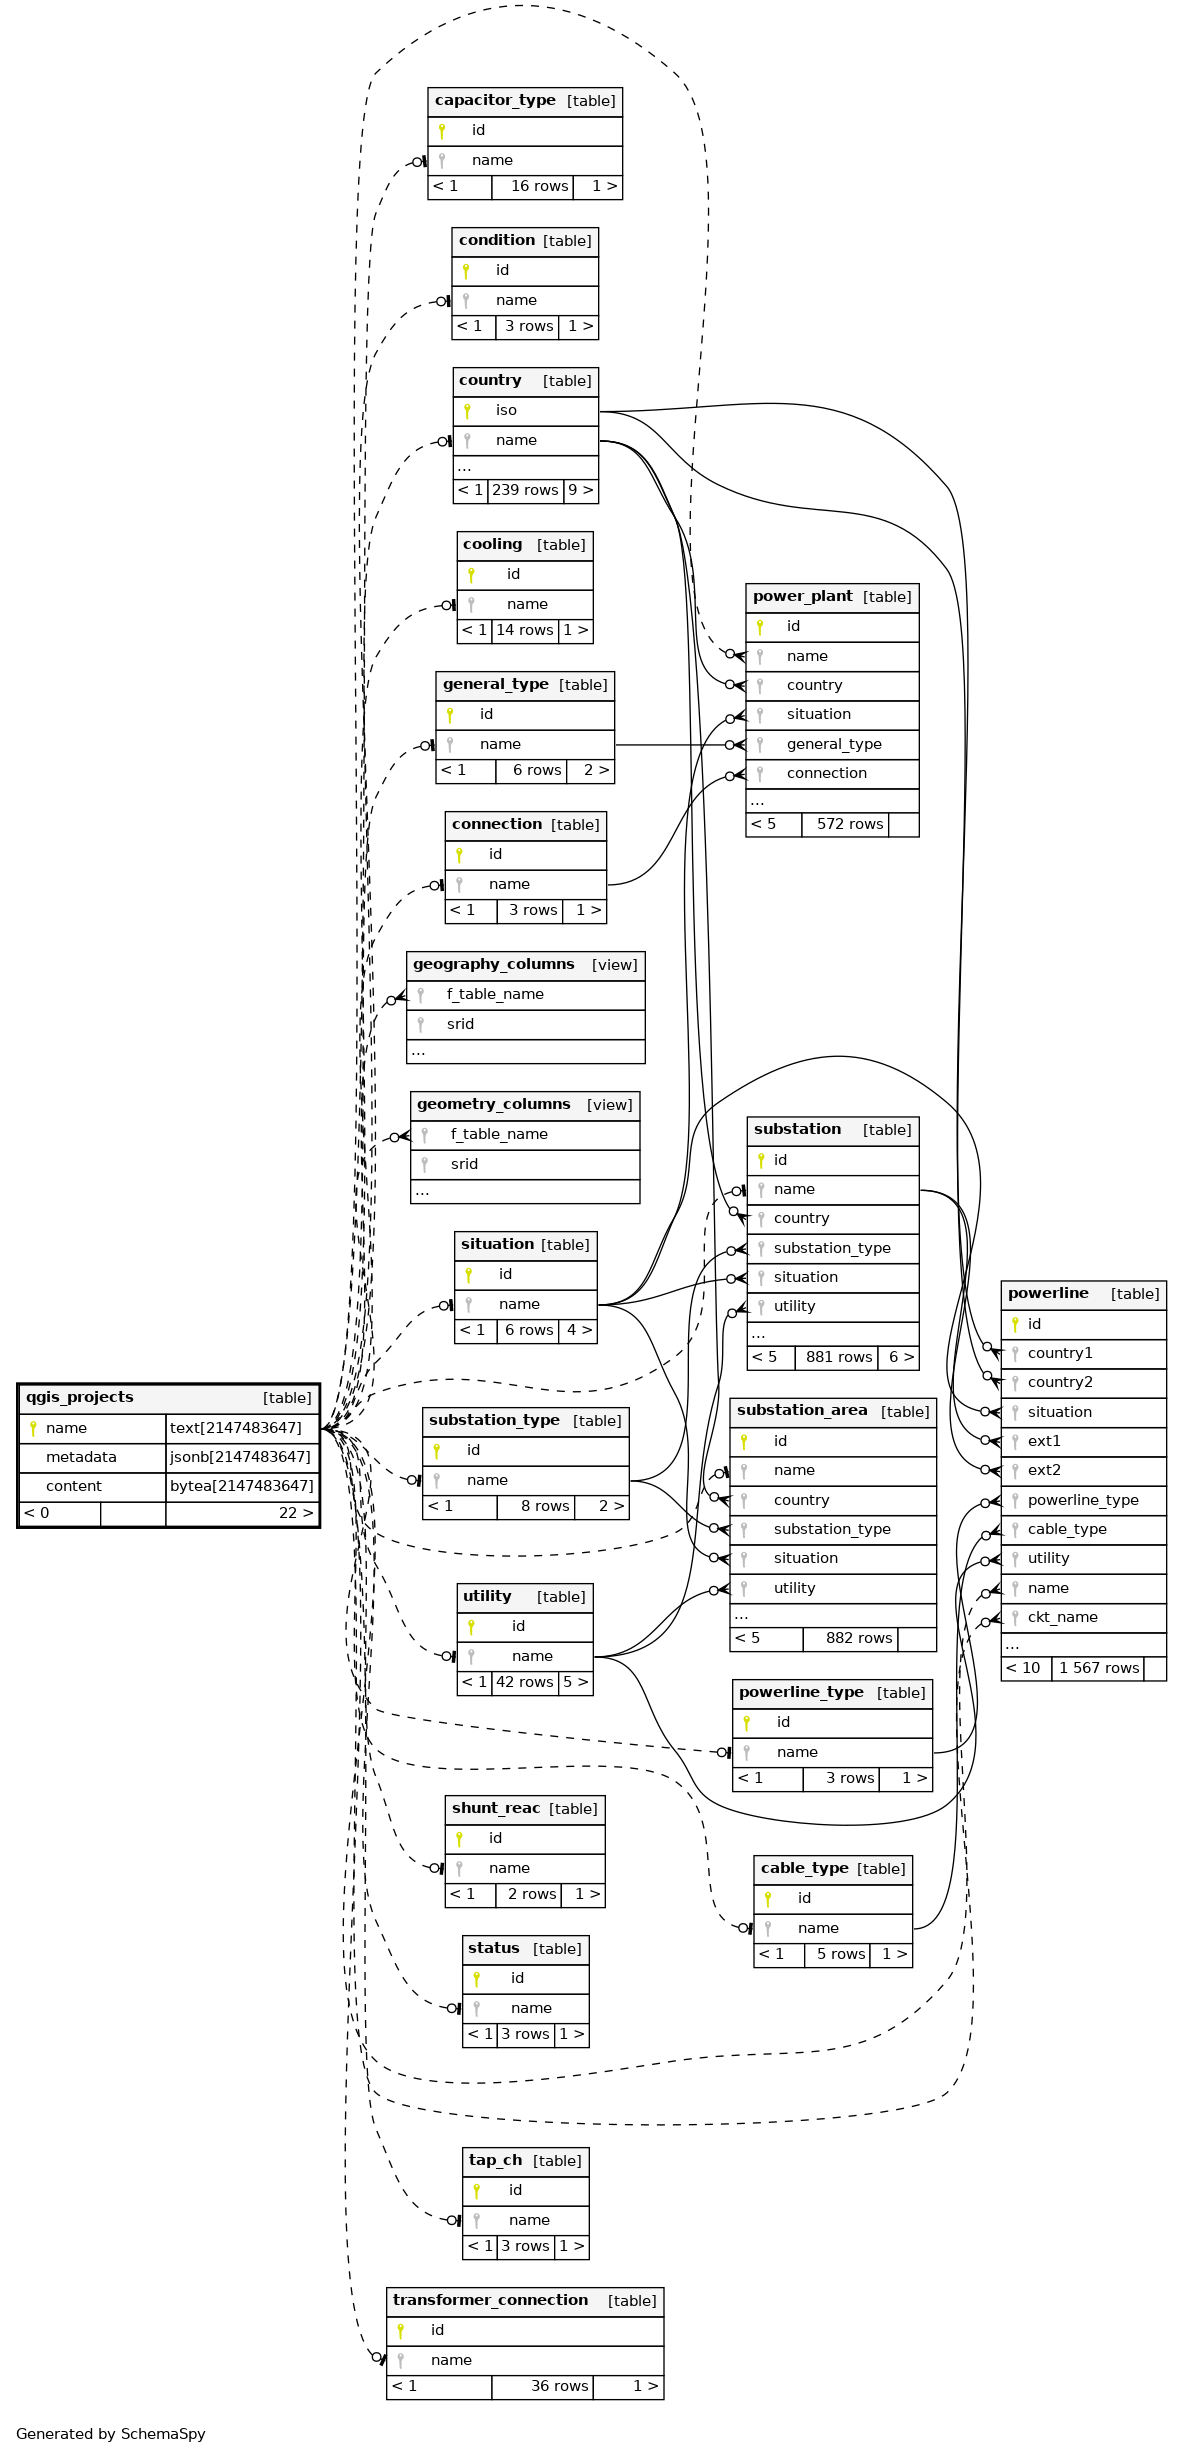 capacitor_type [table]
id
name
< 1 16 rows 1 >
condition [table]
id
name
< 1 3 rows 1 >
country [table]
iso
name
...
< 1 239 rows 9 >
cooling [table]
id
name
< 1 14 rows 1 >
general_type [table]
id
name
< 1 6 rows 2 >
connection [table]
id
name
< 1 3 rows 1 >
geography_columns [view]
f_table_name
srid
...
geometry_columns [view]
f_table_name
srid
...
situation [table]
id
name
< 1 6 rows 4 >
qgis_projects [table]
name text[2147483647]
metadata jsonb[2147483647]
content bytea[2147483647]
< 0 22 >
substation_type [table]
id
name
< 1 8 rows 2 >
utility [table]
id
name
< 1 42 rows 5 >
shunt_reac [table]
id
name
< 1 2 rows 1 >
status [table]
id
name
< 1 3 rows 1 >
tap_ch [table]
id
name
< 1 3 rows 1 >
transformer_connection [table]
id
name
< 1 36 rows 1 >
power_plant [table]
id
name
country
situation
general_type
connection
...
< 5 572 rows
substation [table]
id
name
country
substation_type
situation
utility
...
< 5 881 rows 6 >
substation_area [table]
id
name
country
substation_type
situation
utility
...
< 5 882 rows
powerline_type [table]
id
name
< 1 3 rows 1 >
cable_type [table]
id
name
< 1 5 rows 1 >
powerline [table]
id
country1
country2
situation
ext1
ext2
powerline_type
cable_type
utility
name
ckt_name
...
< 10 1 567 rows
Generated by SchemaSpy